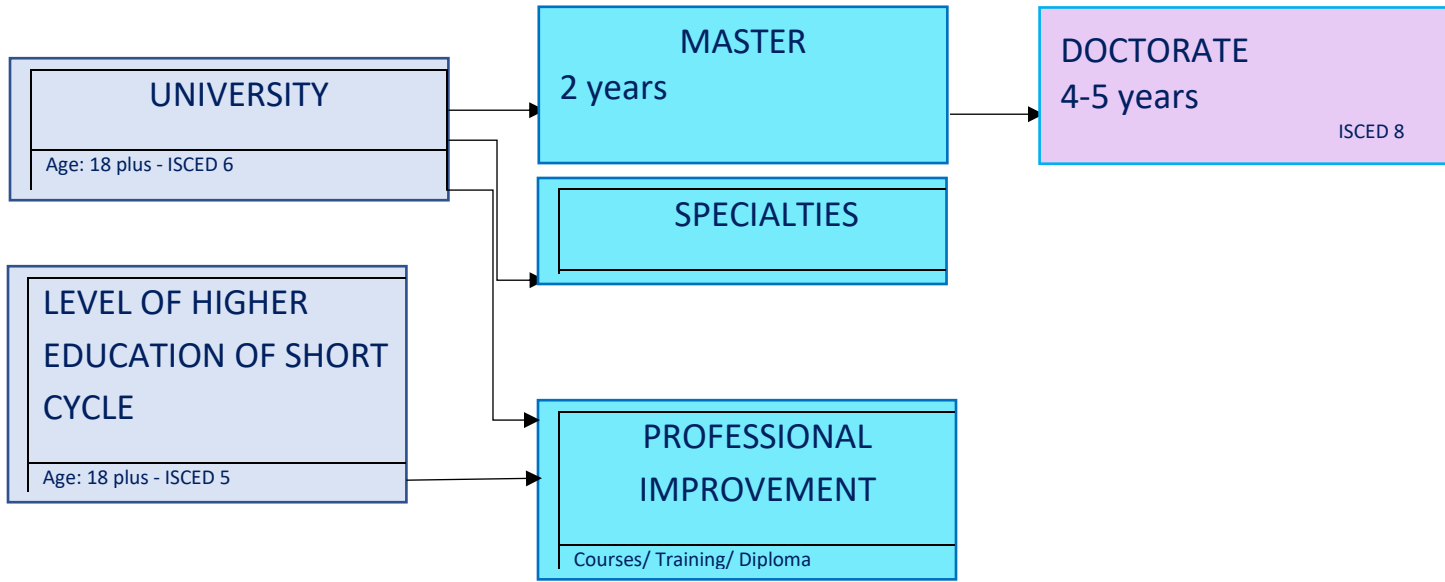 UNIVERSITY
Age: 18 plus - ISCED 6
LEVEL OF HIGHER
EDUCATION OF SHORT
CYCLE
Age: 18 plus - ISCED 5
MASTER
2 years
SPECIALTIES
PROFESSIONAL
IMPROVEMENT
Courses/ Training/ Diploma
DOCTORATE
4-5 years
ISCED 8